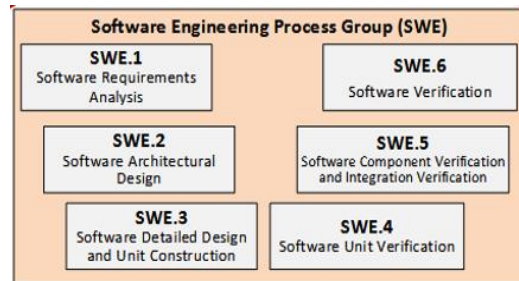 Software Engineering Process Group (SWE)
SWE.1
Software Requirements
Analysis
SWE.6
Software Verification
SWE.2
Software Architectural
Design
SWE.5
Software Component Verification
and Integration Verification
SWE.3
Software Detailed Design
and Unit Construction
SWE.4
Software Unit Verification